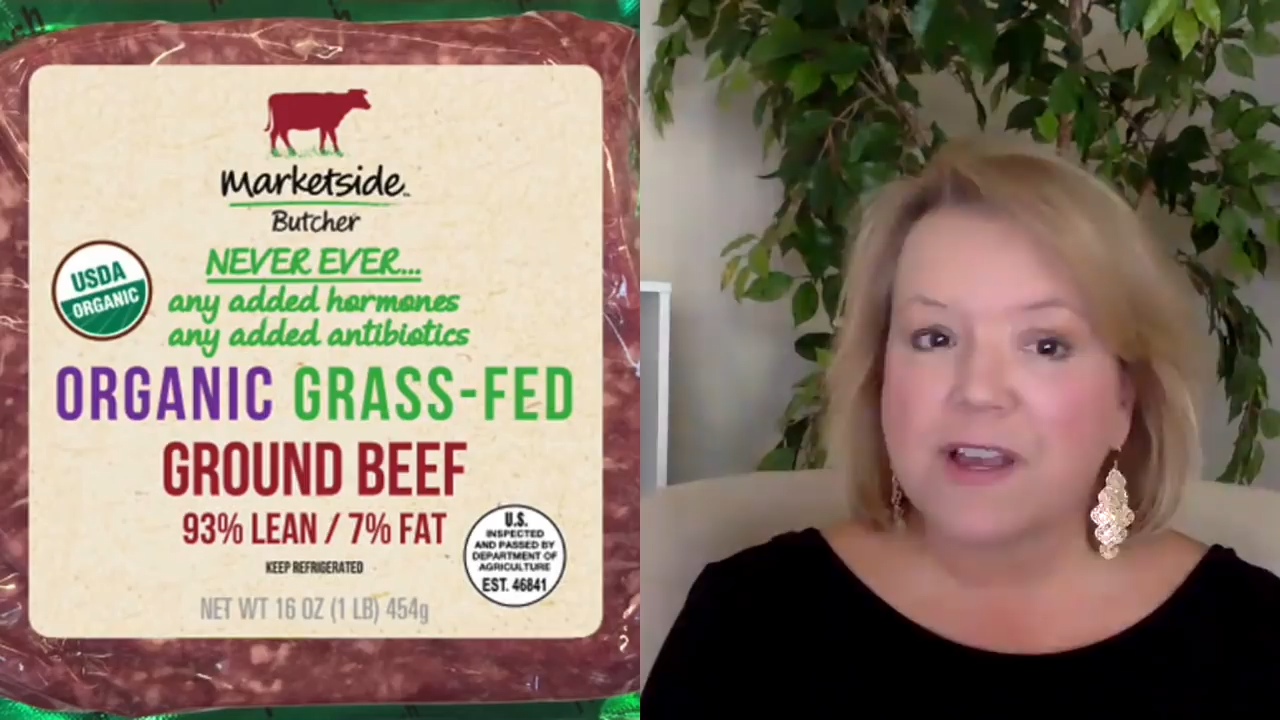 Marketside
Butcher
NEVER EVER...
any added hormones
any added antibiotics
USDA
ORGANIC
ORGANIC GRASS-FED
GROUND BEEF
93% LEAN / 7% FAT
KEEP REFRIGERATED
NET WT 16 OZ (1 LB) 454g
U.S.
INSPECTED
AND PASSED BY
DEPARTMENT OF
AGRICULTURE
EST. 46841